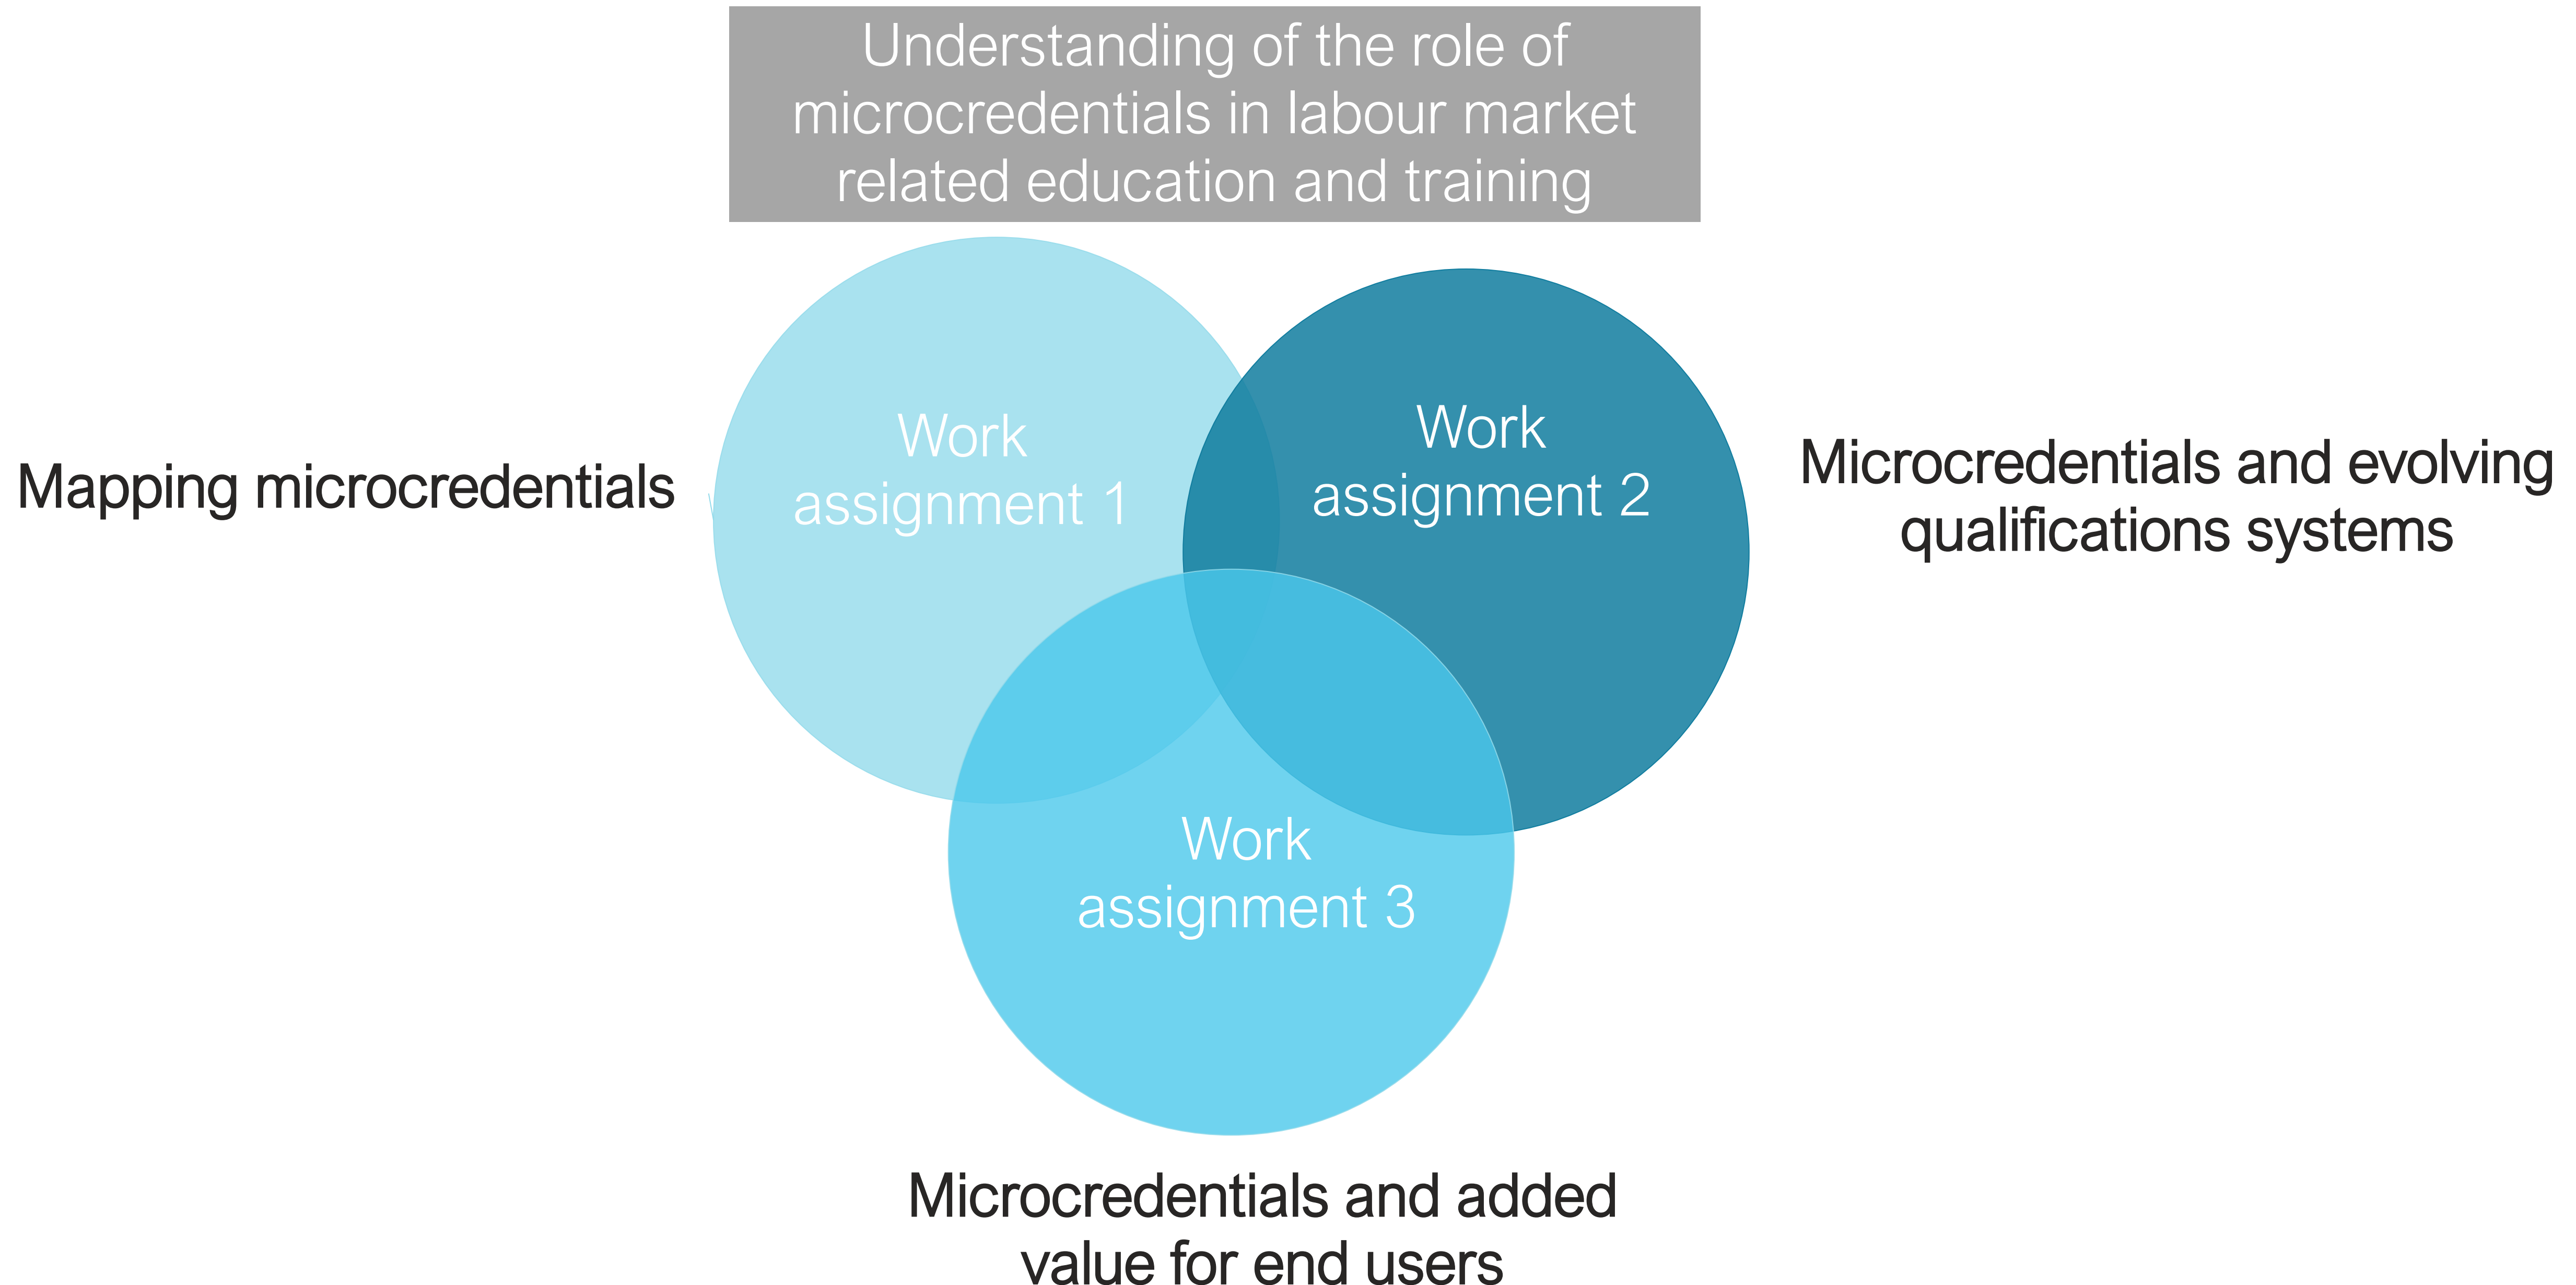 Understanding of the role of
microcredentials in labour market
related education and training
Work
assignment 1
Work
assignment 2
Mapping microcredentials
Microcredentials and evolving
qualifications systems
Work
assignment 3
Microcredentials and added
value for end users